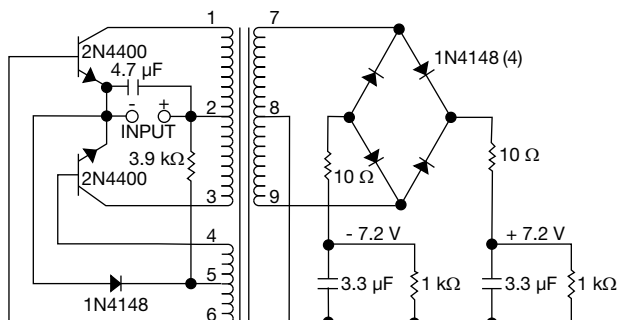 1
7
2N4400
1N4148 (4)
4.7 µF
- +
2
8
INPUT
3.9 kΩ
10 Ω
10 Ω
2N4400
3
9
4
- 7.2 V
+ 7.2 V
5
3.3 µF
1 kΩ
3.3 µF
1 kΩ
1N4148
6